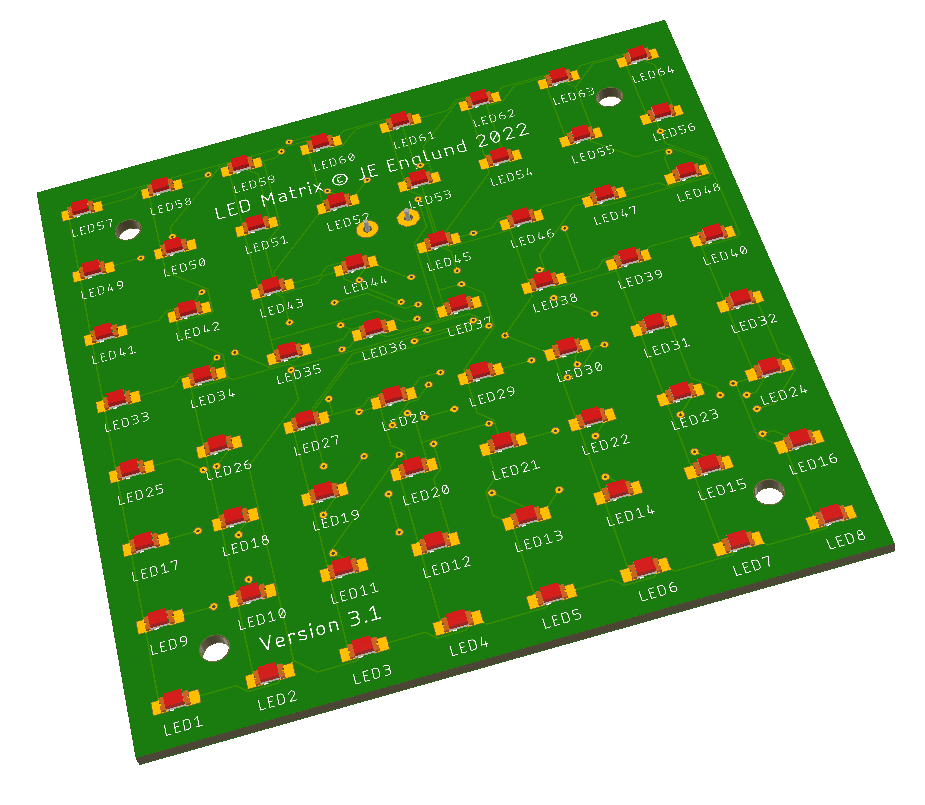 LED57 LED58 LED59 LED60 LED61 LED62 LED63 LED64
LED Matrix © JE Englund 2022
LED49 LED50 LED51 LED52 LED53 LED54 LED55 LED56
LED41 LED42 LED43 LED44 LED45 LED46 LED47 LED48
LED33 LED34 LED35 LED36 LED37 LED38 LED39 LED40
LED25 LED26 LED27 LED28 LED29 LED30 LED31 LED32
LED17 LED18 LED19 LED20 LED21 LED22 LED23 LED24
LED9 LED10 LED11 LED12 LED13 LED14 LED15 LED16
Version 3.1
LED1 LED2 LED3 LED4 LED5 LED6 LED7 LED8